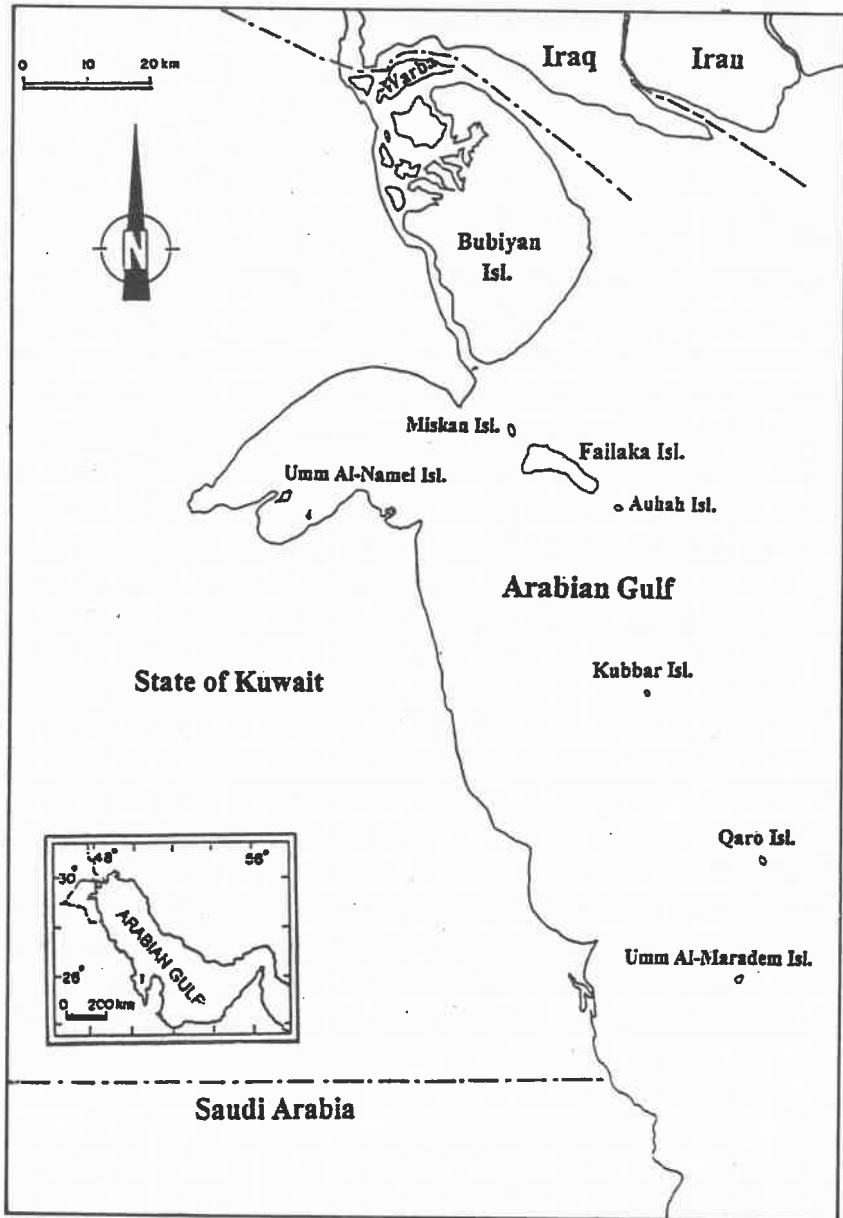 0 10 20 km
Iraq
Iran
Warba
N
Bubiyan
Isl.
Miskan Isl.
Failaka Isl.
Umm Al-Namel Isl.
Auhah Isl.
Arabian Gulf
State of Kuwait
Kubbar Isl.
Qaro Isl.
Umm Al-Maradem Isl.
48° 56°
30°
ARABIAN GULF
26°
0 200 km
Saudi Arabia